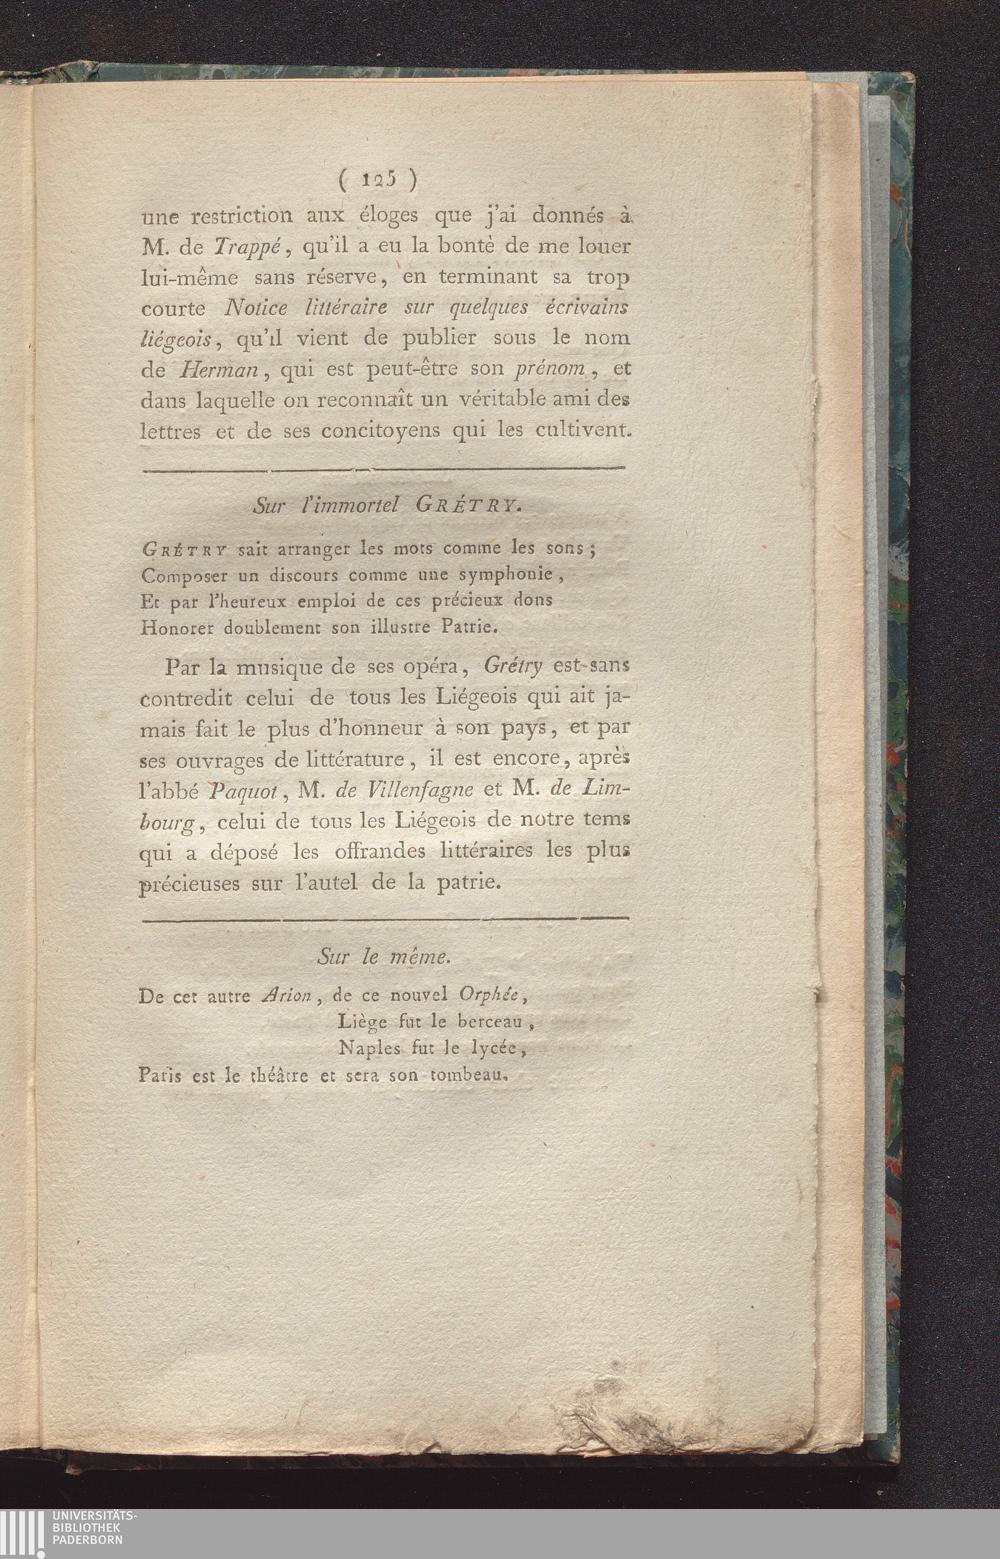 ( 125 )
une restriction aux éloges que j'ai donnés à
M. de Trappé, qu'il a eu la bontè de me louer
lui-même sans réserve, en terminant sa trop
courte Notice littéraire sur quelques écrivains
liégeois, qu'il vient de publier sous le nom
de Herman, qui est peut-être son prénom, et
dans laquelle on reconnaît un véritable ami des
lettres et de ses concitoyens qui les cultivent.
Sur l'immortel GRÉTRY.
GRÉTRY sait arranger les mots comme les sons ;
Composer un discours comme une symphonie,
Et par l'heureux emploi de ces précieux dons
Honorer doublement son illustre Patrie.
Par la musique de ses opéra, Grétry est-sans
contredit celui de tous les Liégeois qui ait ja-
mais fait le plus d'honneur à son pays, et par
ses ouvrages de littérature, il est encore, après
l'abbé Paquot, M. de Villenfagne et M. de Lim-
bourg, celui de tous les Liégeois de notre tems
qui a déposé les offrandes littéraires les plus
précieuses sur l'autel de la patrie.
Sur le même.
De cet autre Arion, de ce nouvel Orphée,
Liège fut le berceau,
Naples fut le lycée,
Paris est le théâtre et sera son tombeau.
UNIVERSITÄTS-
BIBLIOTHEK
PADERBORN